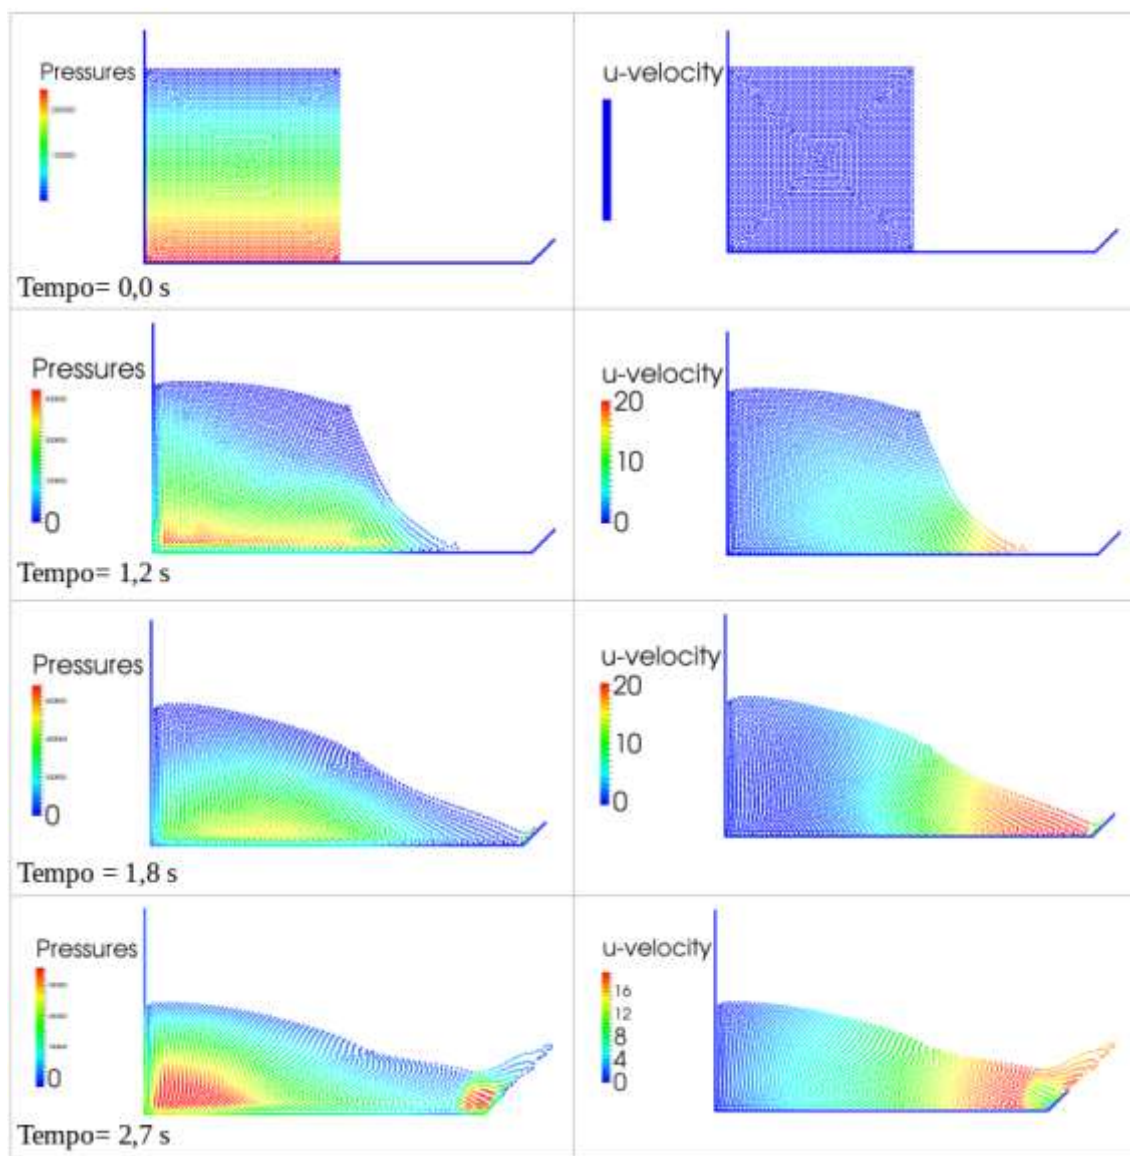 Pressures
u-velocity
Tempo= 0,0 s
Pressures
0
u-velocity
20
10
0
Tempo= 1,2 s
Pressures
0
u-velocity
20
10
0
Tempo = 1,8 s
Pressures
0
u-velocity
16
12
8
4
0
Tempo= 2,7 s